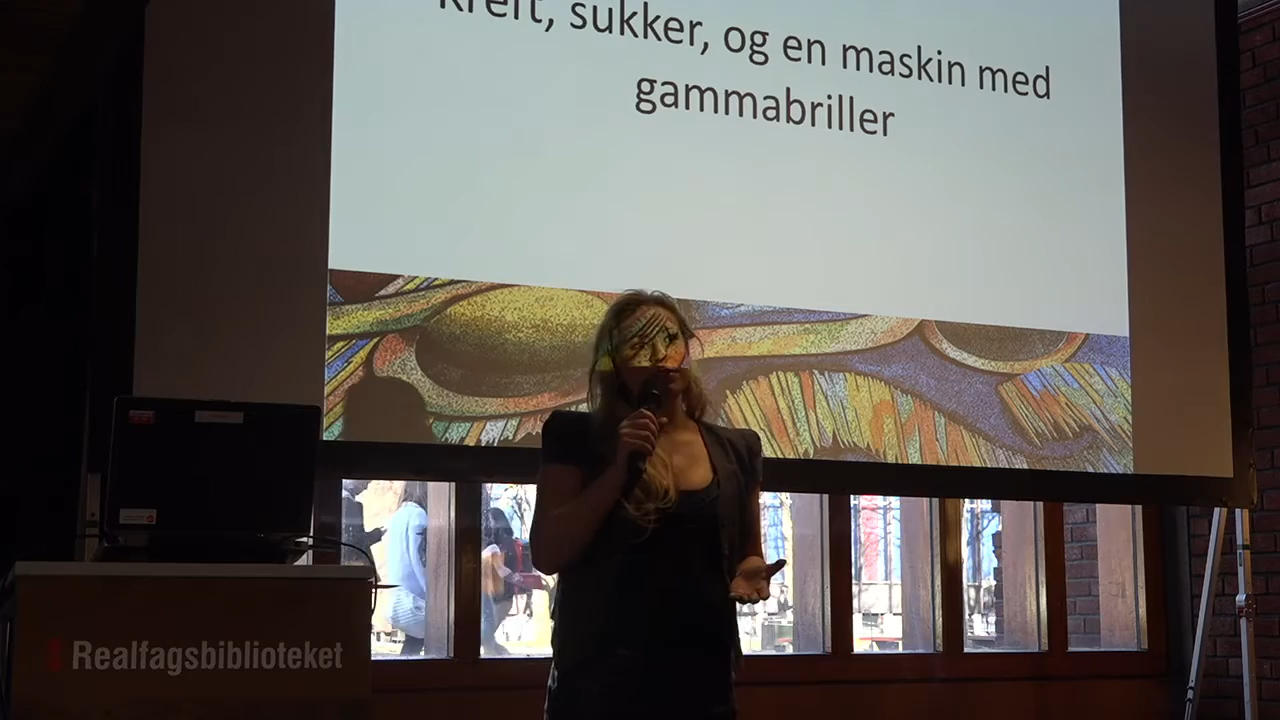 kreft, sukker, og en maskin med
gammabriller
Realfagsbiblioteket